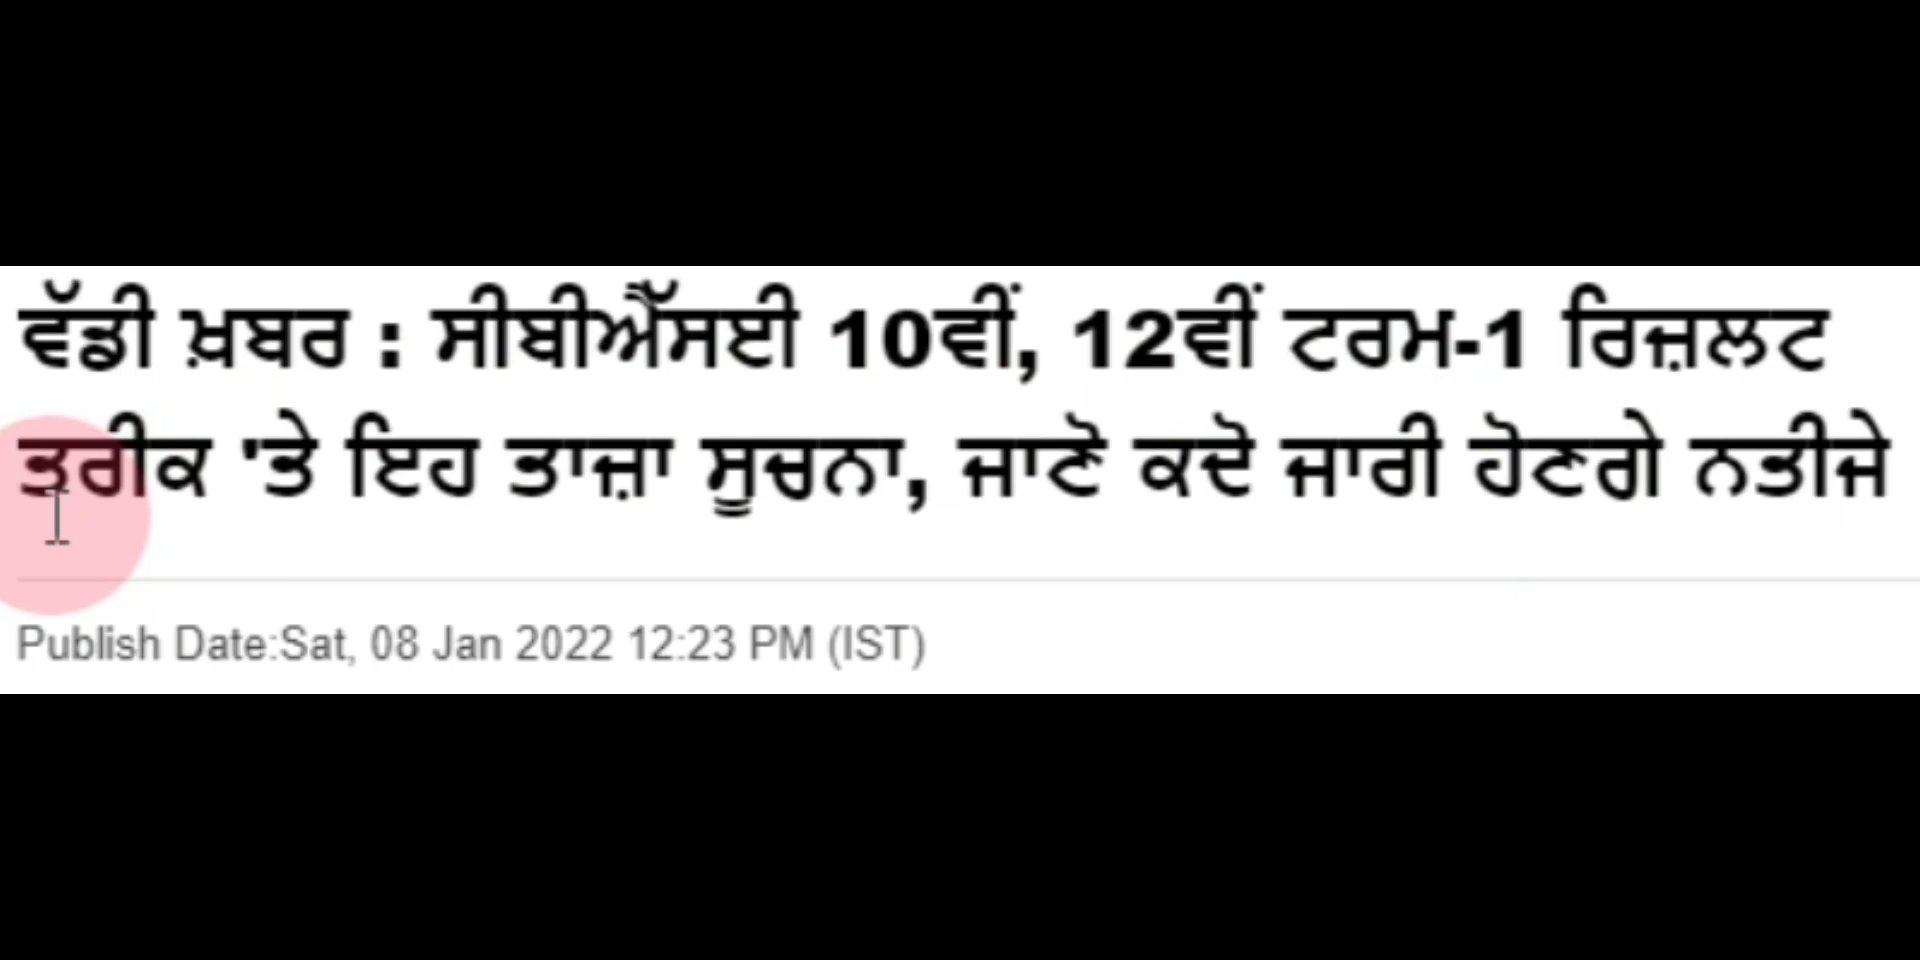 ਵੱਡੀ ਖ਼ਬਰ : ਸੀਬੀਐੱਸਈ 10ਵੀਂ, 12ਵੀਂ ਟਰਮ-1 ਰਿਜ਼ਲਟ
ਤਰੀਕ 'ਤੇ ਇਹ ਤਾਜ਼ਾ ਸੂਚਨਾ, ਜਾਣੋ ਕਦੋ ਜਾਰੀ ਹੋਣਗੇ ਨਤੀਜੇ
Publish Date:Sat, 08 Jan 2022 12:23 PM (IST)